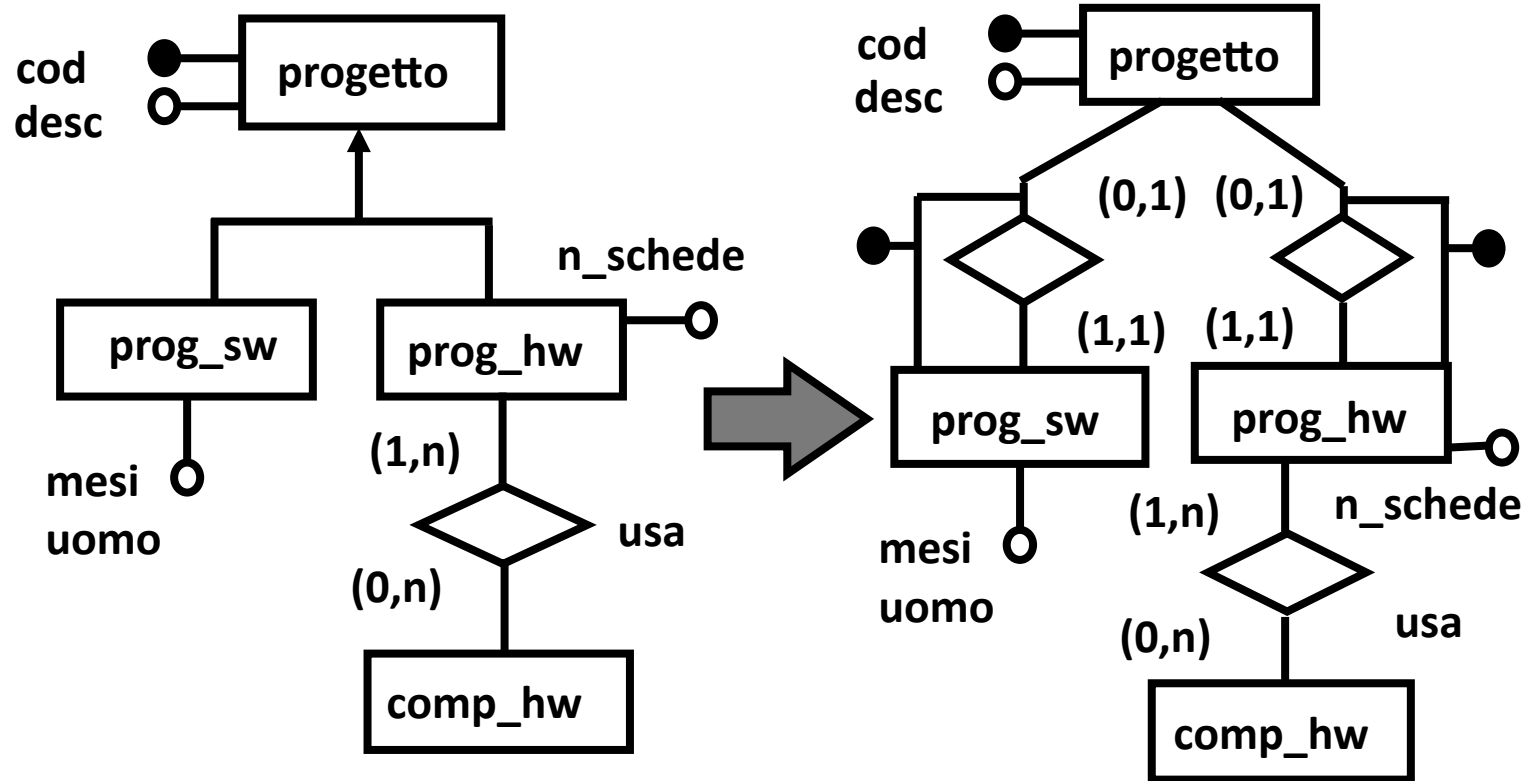 cod
desc
progetto
n_schede
prog_sw
prog_hw
mesi
uomo
(1,n)
usa
(0,n)
comp_hw
cod
desc
progetto
(0,1)
(0,1)
(1,1)
(1,1)
prog_sw
prog_hw
mesi
uomo
(1,n)
n_schede
(0,n)
usa
comp_hw